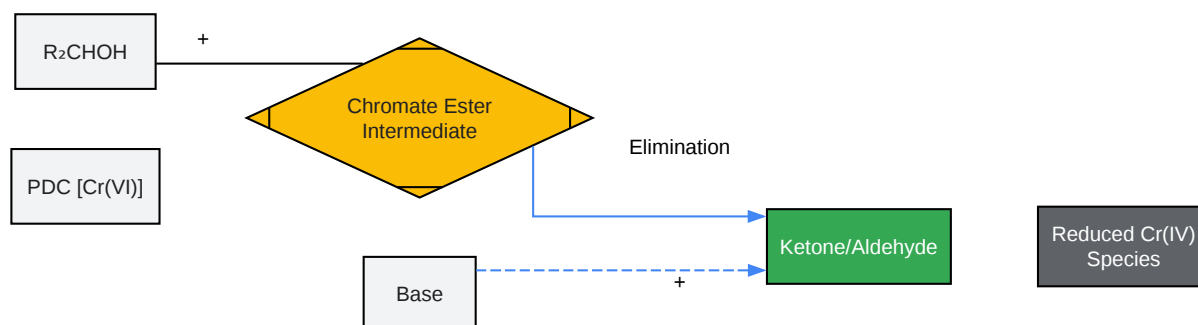 R₂CHOH
+
Chromate Ester
Intermediate
PDC [Cr(VI)]
Elimination
Ketone/Aldehyde
Reduced Cr(IV)
Species
Base
+